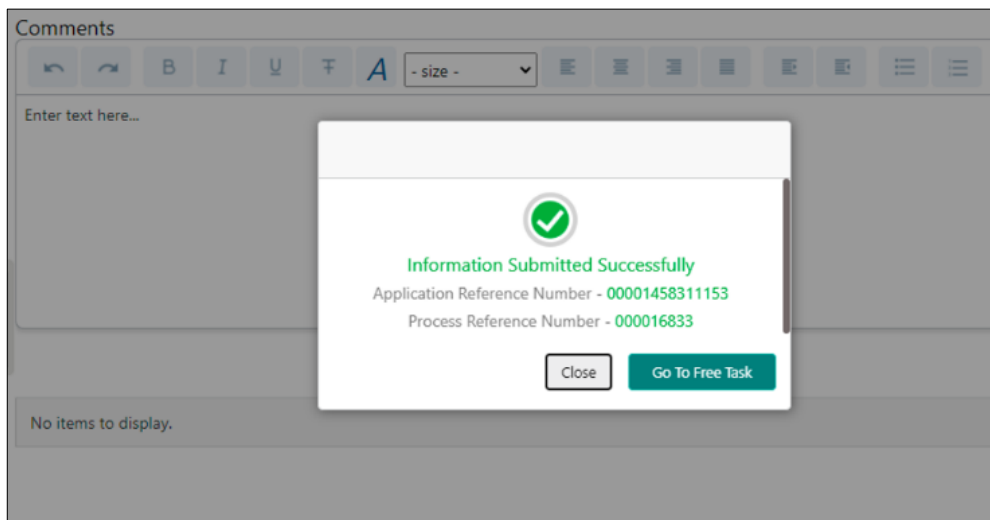 Comments
B I U T A - size -
Enter text here...
Information Submitted Successfully
Application Reference Number - 00001458311153
Process Reference Number - 000016833
Close Go To Free Task
No items to display.